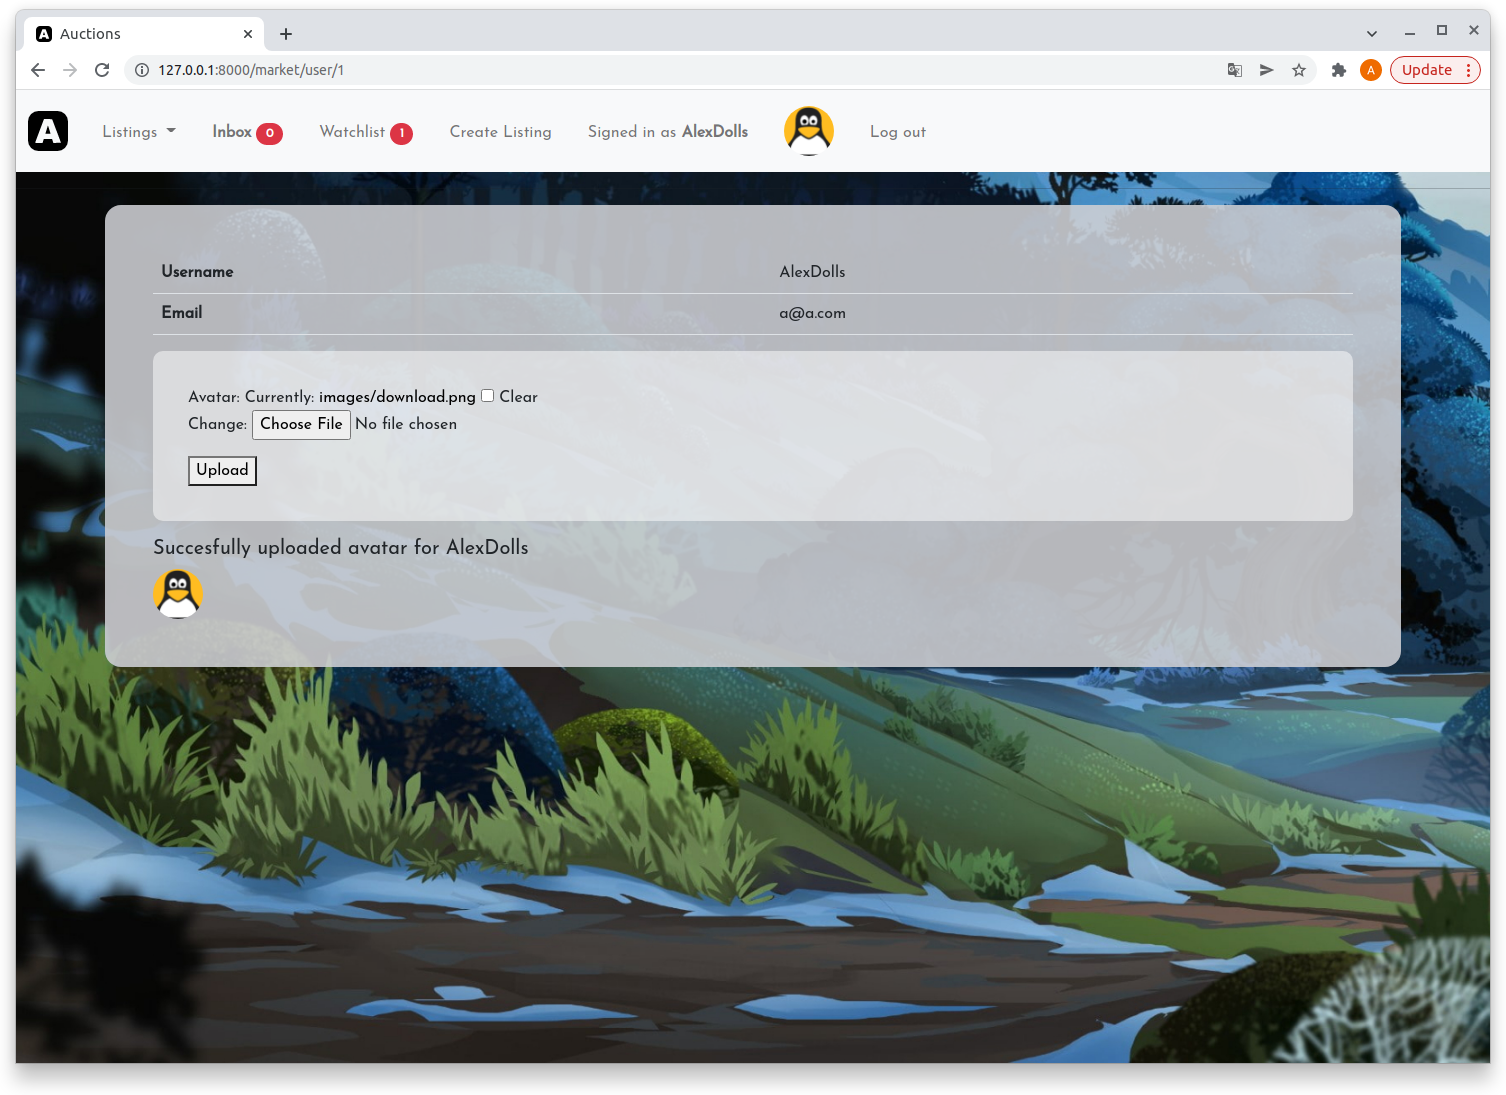 Auctions
127.0.0.1:8000/market/user/1
A
Update
A
Listings
Inbox 0
Watchlist 1
Create Listing
Signed in as AlexDolls
Log out
Username AlexDolls
Email a@a.com
Avatar: Currently: images/download.png Clear
Change: Choose File No file chosen
Upload
Succesfully uploaded avatar for AlexDolls